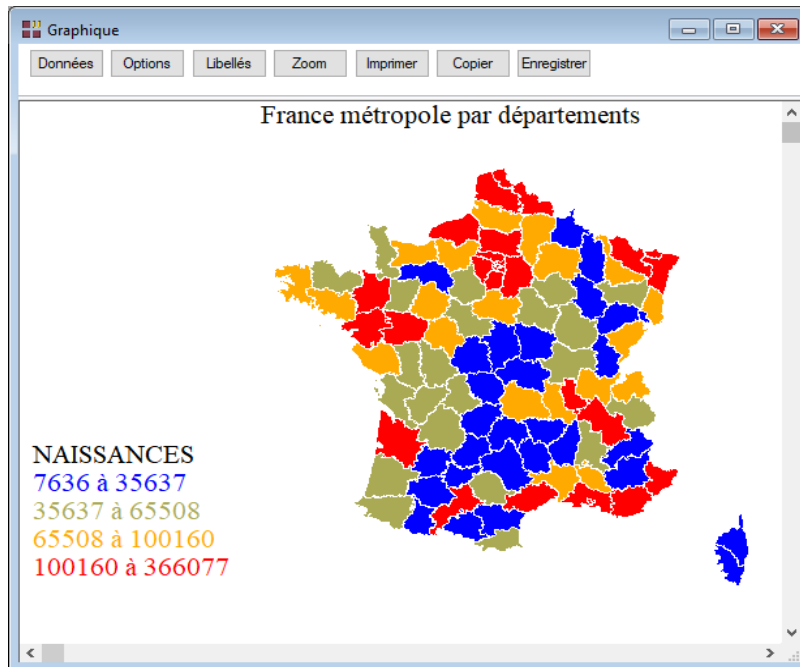 Graphique
Données Options Libellés Zoom Imprimer Copier Enregistrer
France métropole par départements
NAISSANCES
7636 à 35637
35637 à 65508
65508 à 100160
100160 à 366077